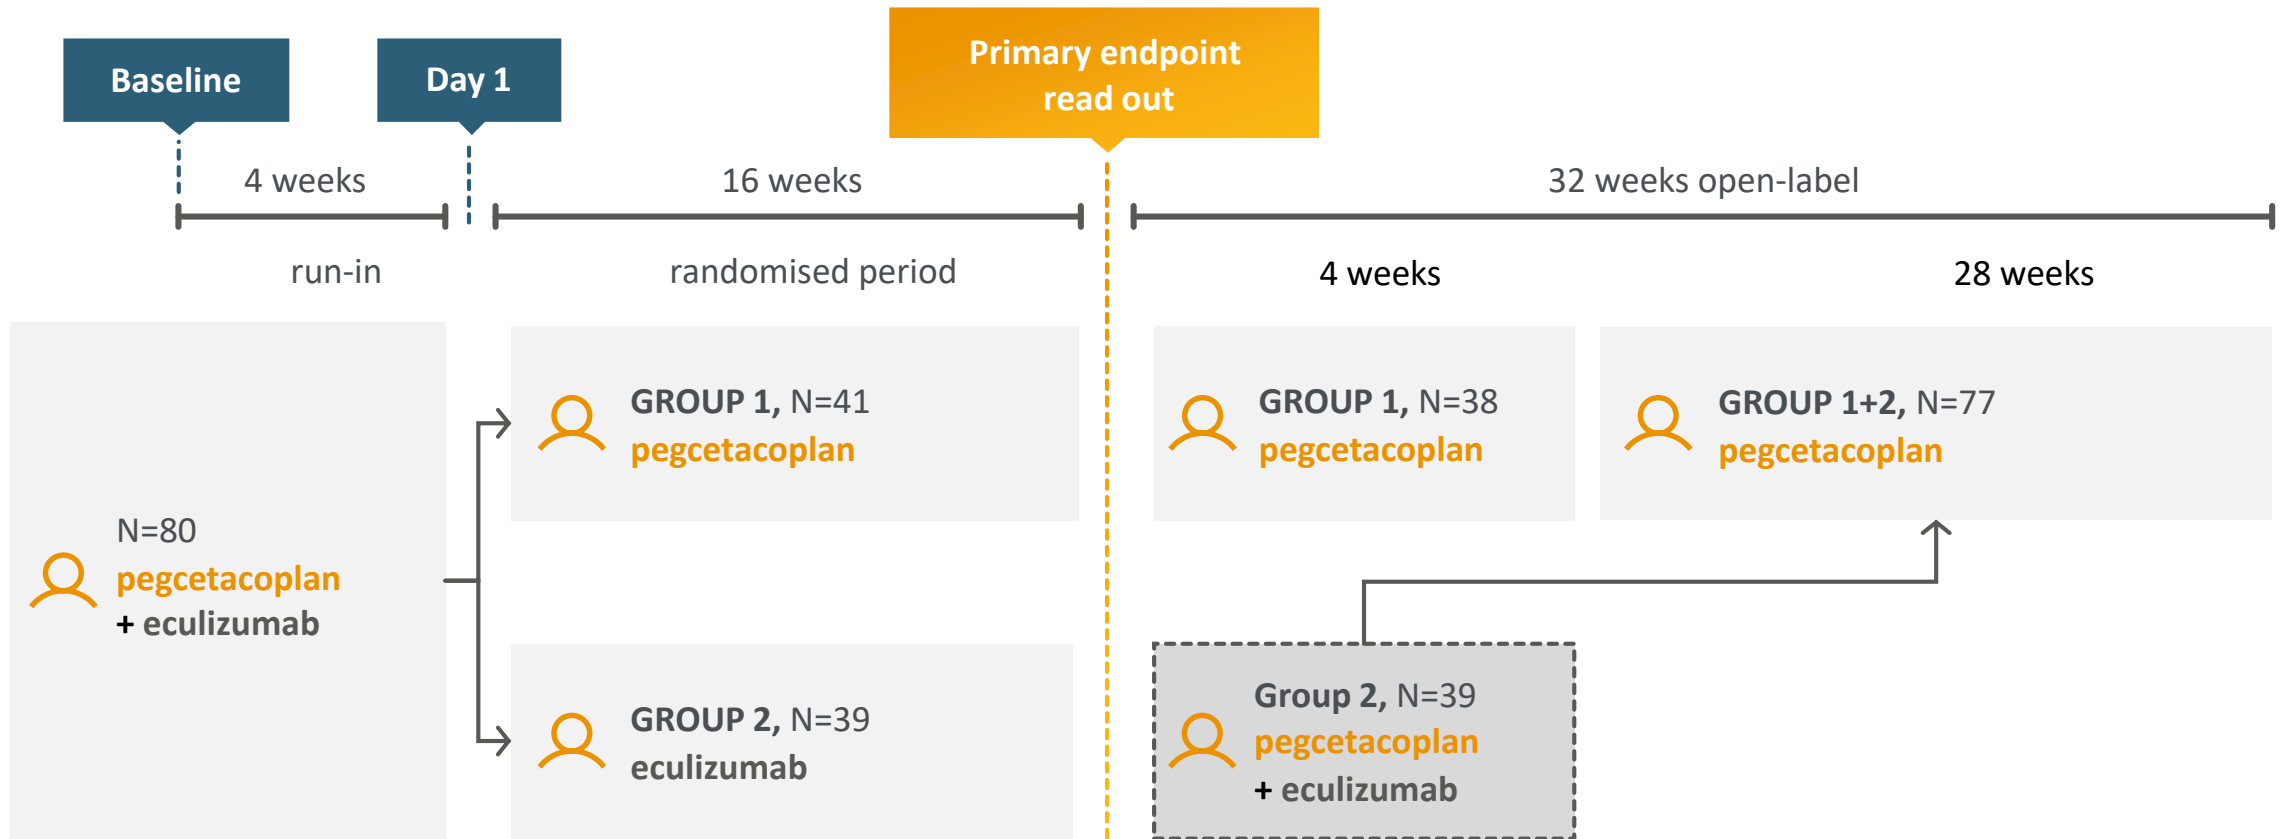 Baseline
Day 1
Primary endpoint
read out
4 weeks
16 weeks
32 weeks open-label
run-in
randomised period
4 weeks
28 weeks
N=80
pegcetacoplan
+ eculizumab
GROUP 1, N=41
pegcetacoplan
GROUP 2, N=39
eculizumab
GROUP 1, N=38
pegcetacoplan
Group 2, N=39
pegcetacoplan
+ eculizumab
GROUP 1+2, N=77
pegcetacoplan